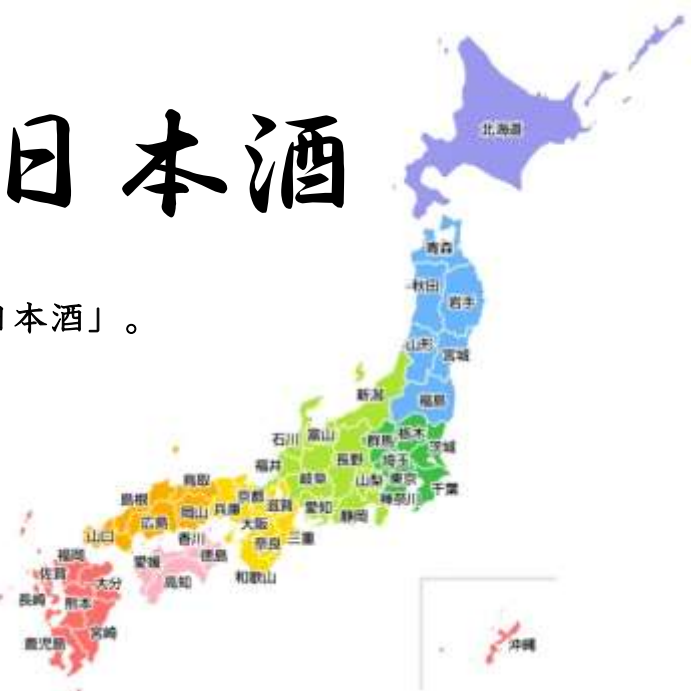 日本酒
日本酒」。
北海道
青森
秋田
岩手
山形
宮城
新潟
福島
石川
富山
群馬
栃木
茨城
福井
長野
埼玉
岐阜
山梨
東京
千葉
神奈川
鳥取
京都
滋賀
愛知
静岡
島根
岡山
兵庫
広島
大阪
三重
山口
香川
奈良
徳島
愛媛
高知
和歌山
福岡
佐賀
大分
長崎
熊本
宮崎
鹿児島
沖縄